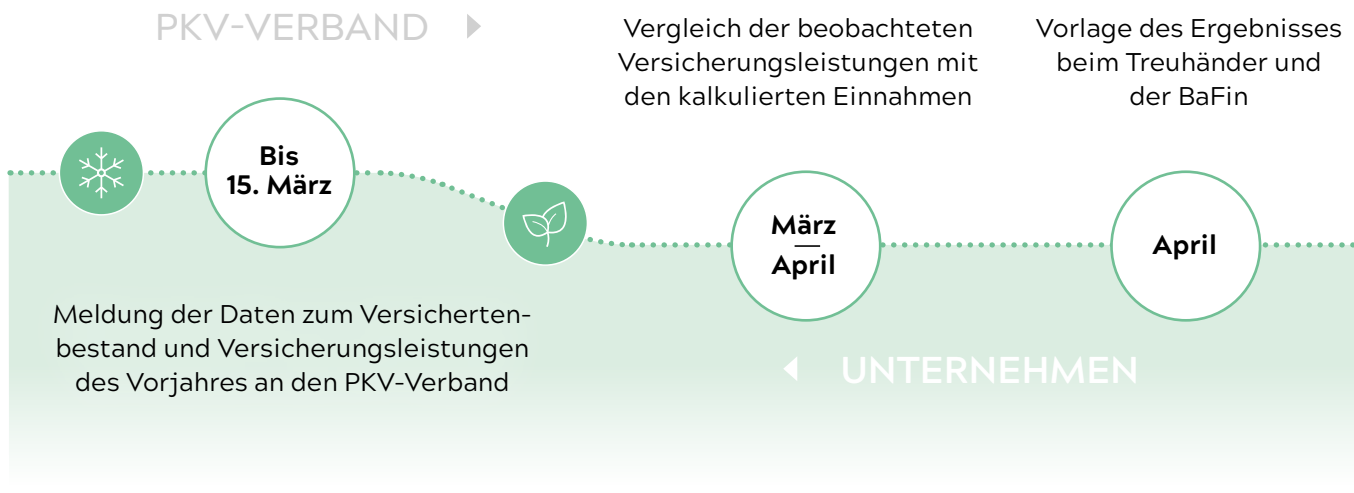 PKV-VERBAND
Vergleich der beobachteten
Versicherungsleistungen mit
den kalkulierten Einnahmen
Vorlage des Ergebnisses
beim Treuhänder und
der BaFin
Bis
15. März
März
April
April
Meldung der Daten zum Versicherten-
bestand und Versicherungsleistungen
des Vorjahres an den PKV-Verband
UNTERNEHMEN